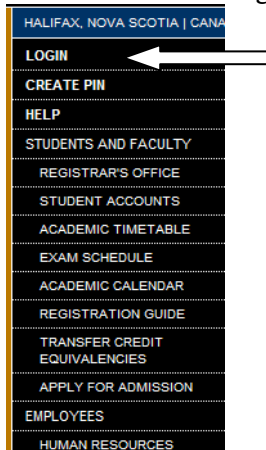 HALIFAX, NOVA SCOTIA | CANA
LOGIN
CREATE PIN
HELP
STUDENTS AND FACULTY
REGISTRAR'S OFFICE
STUDENT ACCOUNTS
ACADEMIC TIMETABLE
EXAM SCHEDULE
ACADEMIC CALENDAR
REGISTRATION GUIDE
TRANSFER CREDIT
EQUIVALENCIES
APPLY FOR ADMISSION
EMPLOYEES
HUMAN RESOURCES